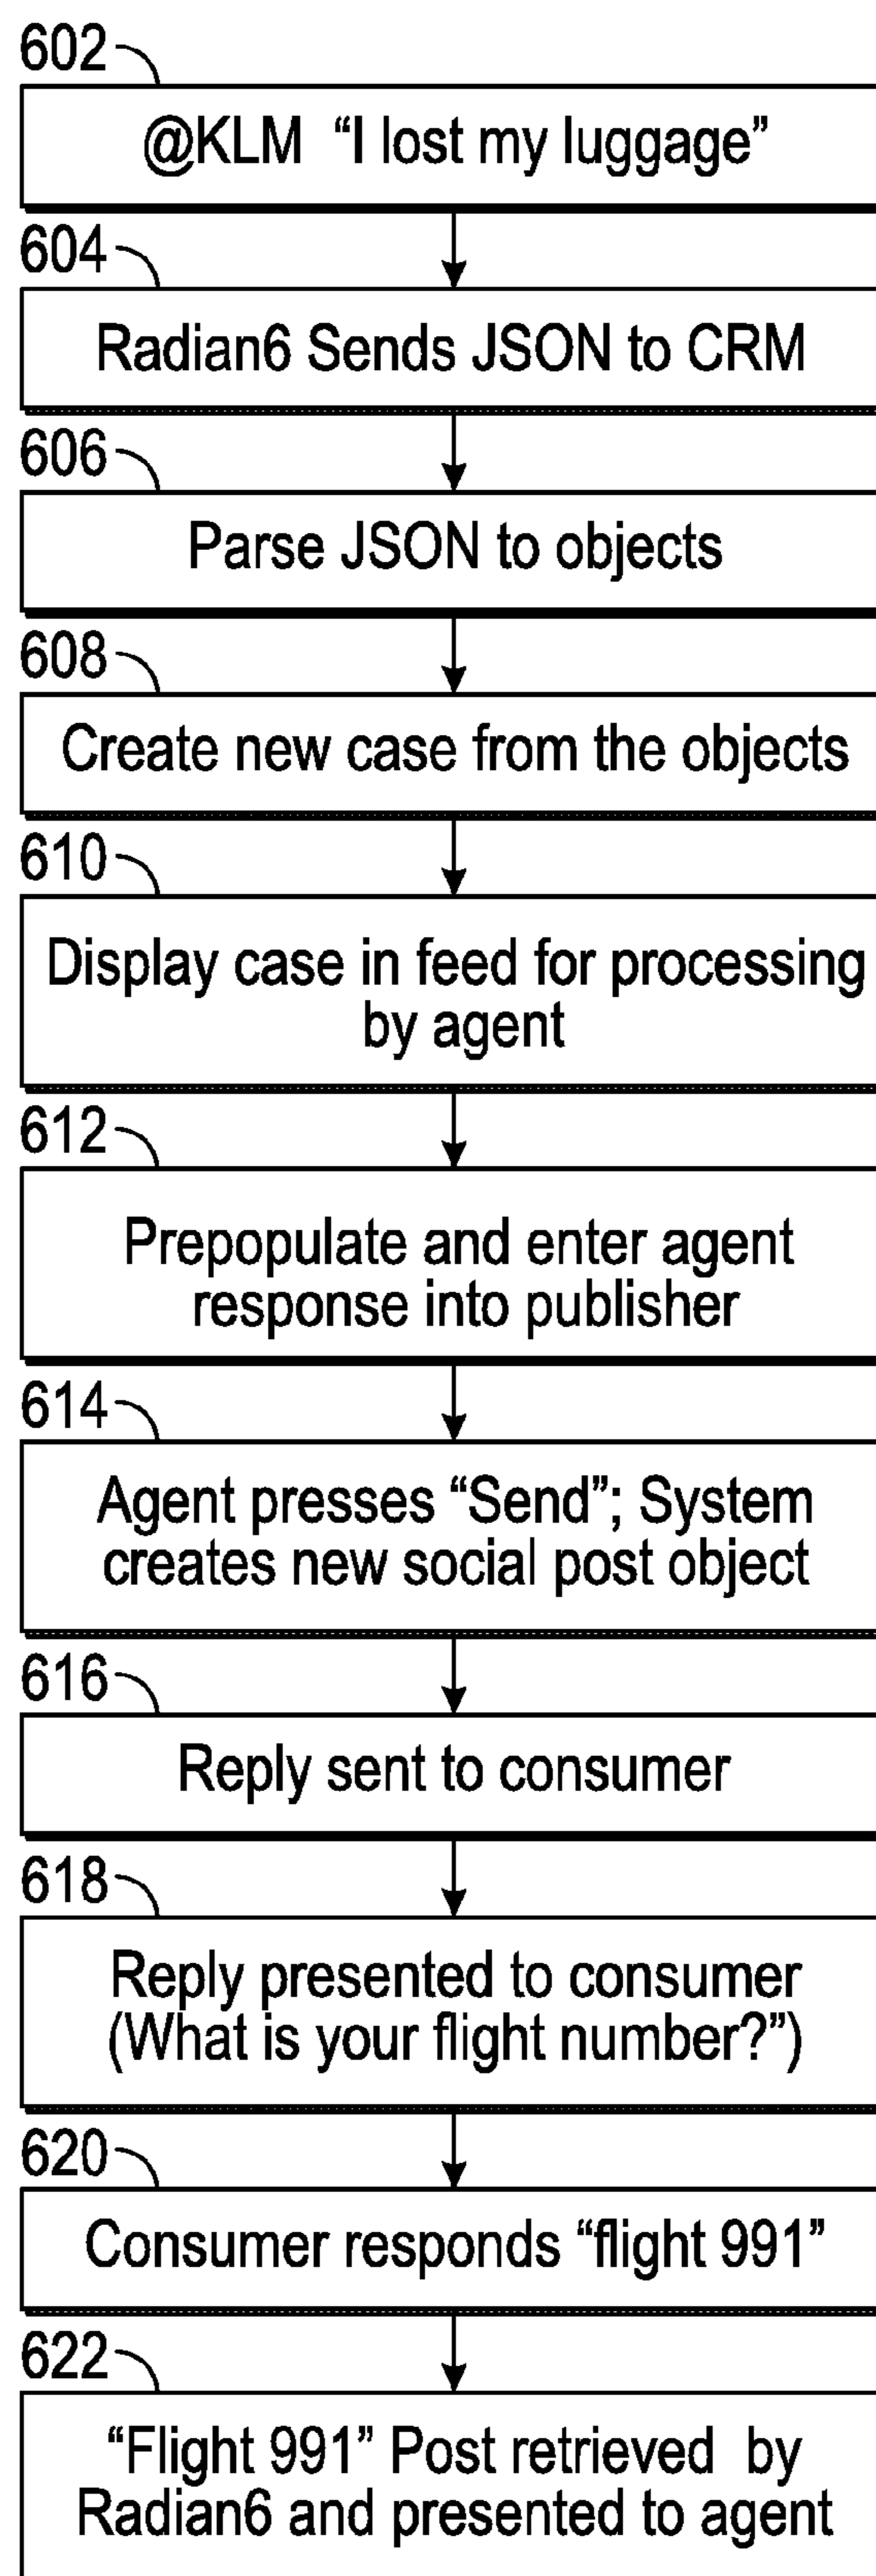 602
@KLM “I lost my luggage”
604
Radian6 Sends JSON to CRM
606
Parse JSON to objects
608
Create new case from the objects
610
Display case in feed for processing
by agent
612
Prepopulate and enter agent
response into publisher
614
Agent presses “Send”; System
creates new social post object
616
Reply sent to consumer
618
Reply presented to consumer
(What is your flight number?”)
620
Consumer responds “flight 991”
622
“Flight 991” Post retrieved by
Radian6 and presented to agent